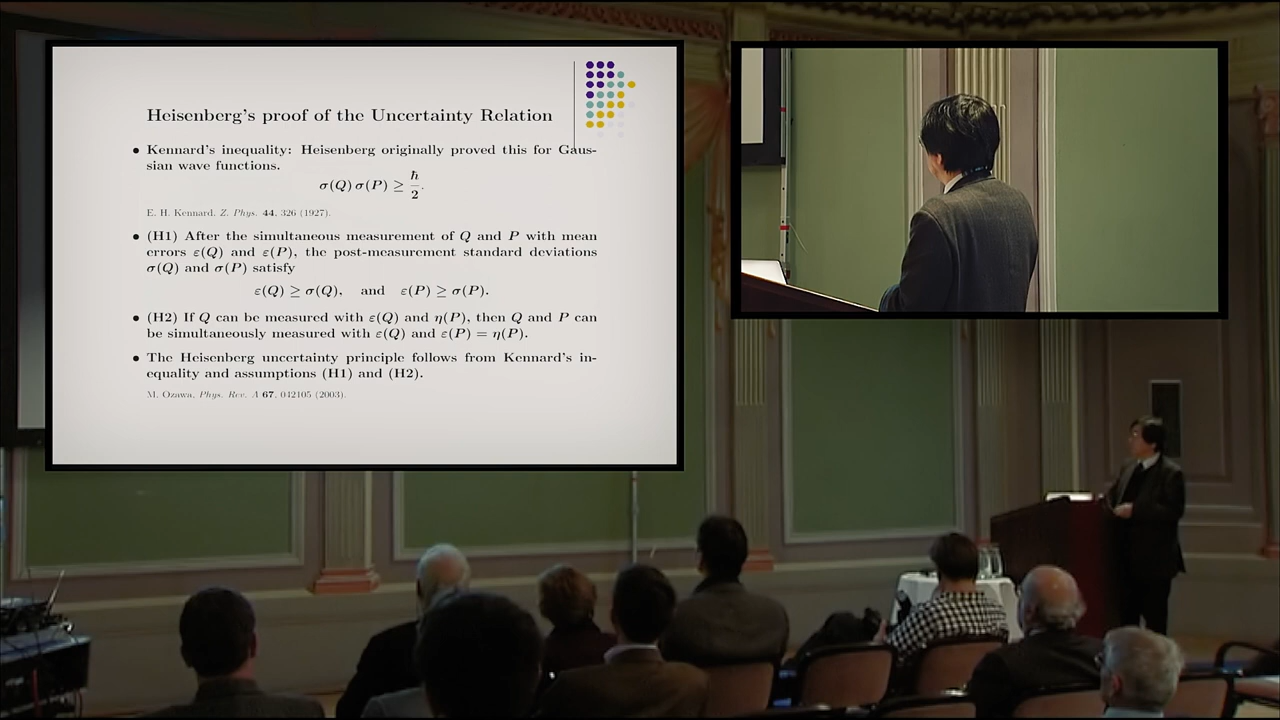 Heisenberg's proof of the Uncertainty Relation
• Kennard's inequality: Heisenberg originally proved this for Gaus-
sian wave functions.
σ(Q) σ(P) ≥ ħ/2.
E. H. Kennard, Z. Phys. 44, 326 (1927).
• (H1) After the simultaneous measurement of Q and P with mean
errors ε(Q) and ε(P), the post-measurement standard deviations
σ(Q) and σ(P) satisfy
ε(Q) ≥ σ(Q), and ε(P) ≥ σ(P).
• (H2) If Q can be measured with ε(Q) and η(P), then Q and P can
be simultaneously measured with ε(Q) and ε(P) = η(P).
• The Heisenberg uncertainty principle follows from Kennard's in-
equality and assumptions (H1) and (H2).
M. Ozawa, Phys. Rev. A 67, 042105 (2003).